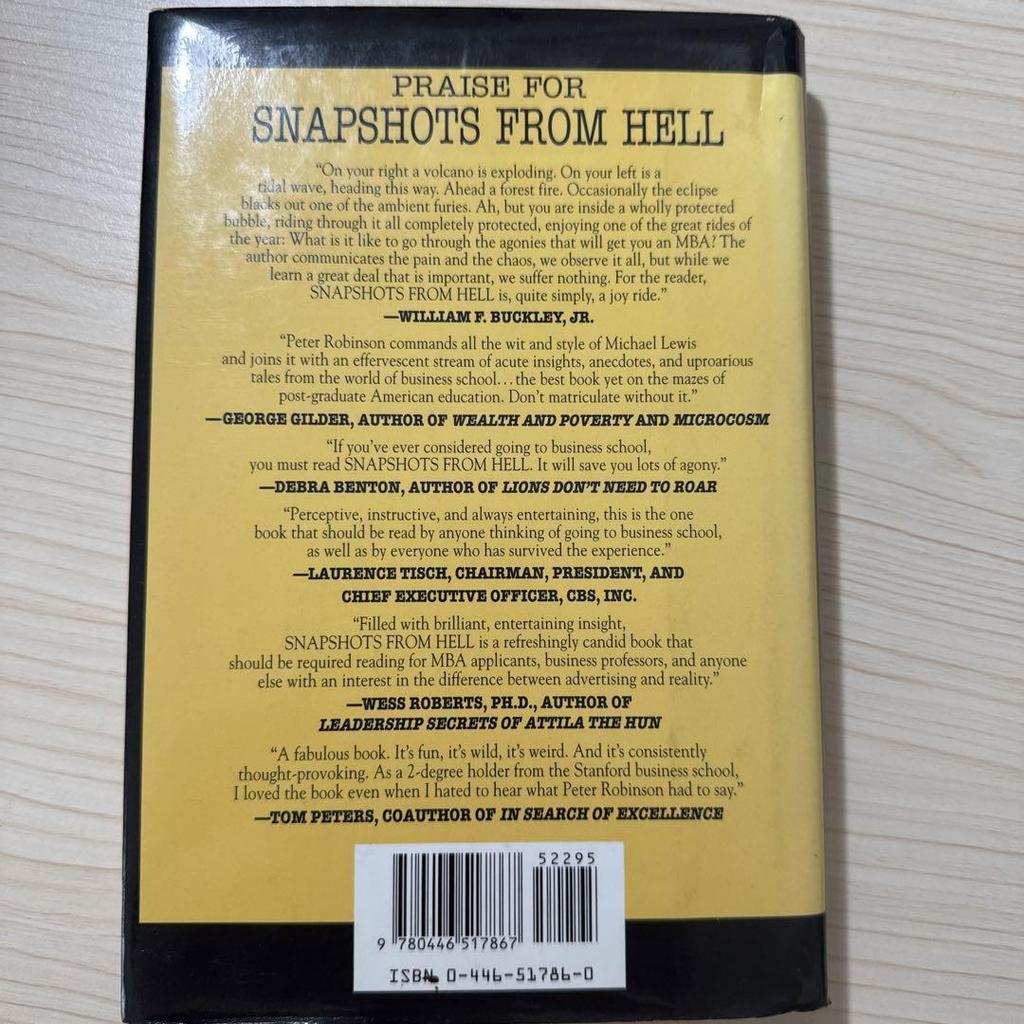 PRAISE FOR
SNAPSHOTS FROM HELL
“On your right a volcano is exploding. On your left is a
tidal wave, heading this way. Ahead a forest fire. Occasionally the eclipse
blacks out one of the ambient furies. Ah, but you are inside a wholly protected
bubble, riding through it all completely protected, enjoying one of the great rides of
the year: What is it like to go through the agonies that will get you an MBA? The
author communicates the pain and the chaos, we observe it all, but while we
learn a great deal that is important, we suffer nothing. For the reader,
SNAPSHOTS FROM HELL is, quite simply, a joy ride.”
—WILLIAM F. BUCKLEY, JR.
“Peter Robinson commands all the wit and style of Michael Lewis
and joins it with an effervescent stream of acute insights, anecdotes, and uproarious
tales from the world of business school...the best book yet on the mazes of
post-graduate American education. Don’t matriculate without it.”
—GEORGE GILDER, AUTHOR OF WEALTH AND POVERTY AND MICROCOSM
“If you’ve ever considered going to business school,
you must read SNAPSHOTS FROM HELL. It will save you lots of agony.”
—DEBRA BENTON, AUTHOR OF LIONS DON’T NEED TO ROAR
“Perceptive, instructive, and always entertaining, this is the one
book that should be read by anyone thinking of going to business school,
as well as by everyone who has survived the experience.”
—LAURENCE TISCH, CHAIRMAN, PRESIDENT, AND
CHIEF EXECUTIVE OFFICER, CBS, INC.
“Filled with brilliant, entertaining insight,
SNAPSHOTS FROM HELL is a refreshingly candid book that
should be required reading for MBA applicants, business professors, and anyone
else with an interest in the difference between advertising and reality.”
—WESS ROBERTS, PH.D., AUTHOR OF
LEADERSHIP SECRETS OF ATTILA THE HUN
“A fabulous book. It’s fun, it’s wild, it’s weird. And it’s consistently
thought-provoking. As a 2-degree holder from the Stanford business school,
I loved the book even when I hated to hear what Peter Robinson had to say.”
—TOM PETERS, COAUTHOR OF IN SEARCH OF EXCELLENCE
52295
9 780446 517867
ISBN 0-446-51786-0